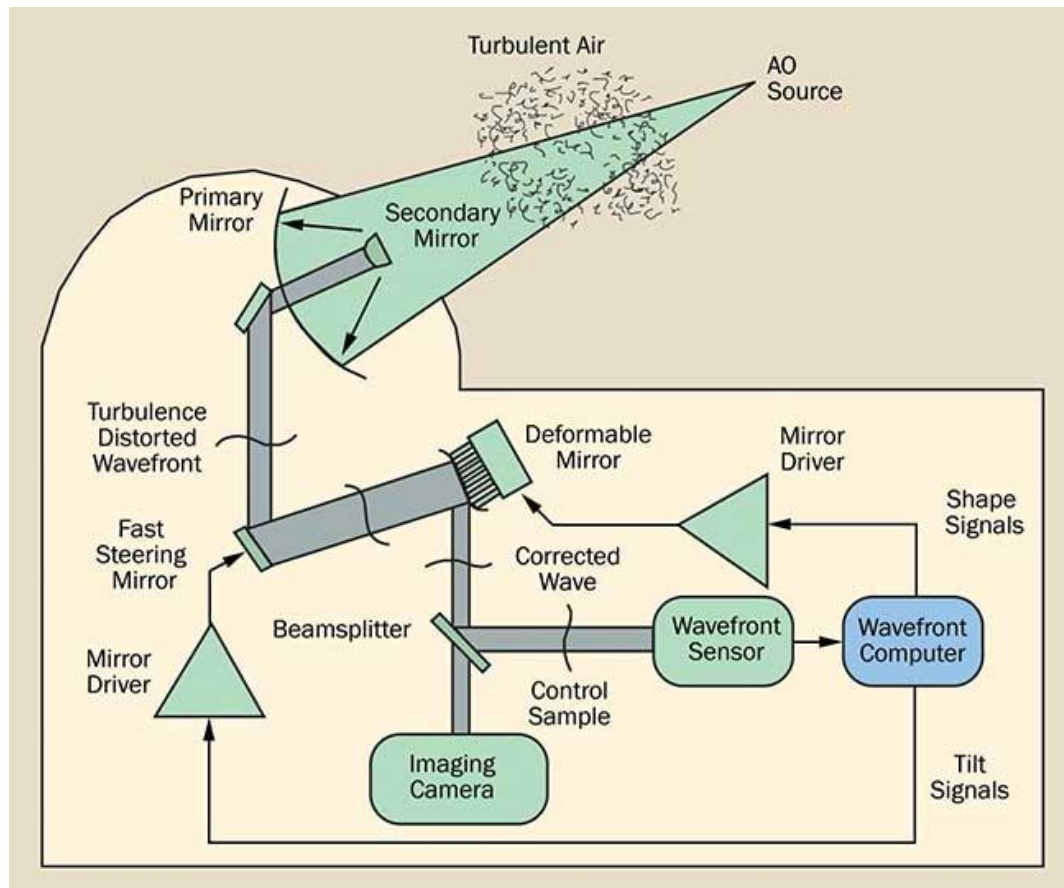 Turbulent Air
AO
Source
Primary
Mirror
Secondary
Mirror
Turbulence
Distorted
Wavefront
Deformable
Mirror
Mirror
Driver
Shape
Signals
Fast
Steering
Mirror
Corrected
Wave
Beamsplitter
Wavefront
Sensor
Wavefront
Computer
Mirror
Driver
Control
Sample
Imaging
Camera
Tilt
Signals